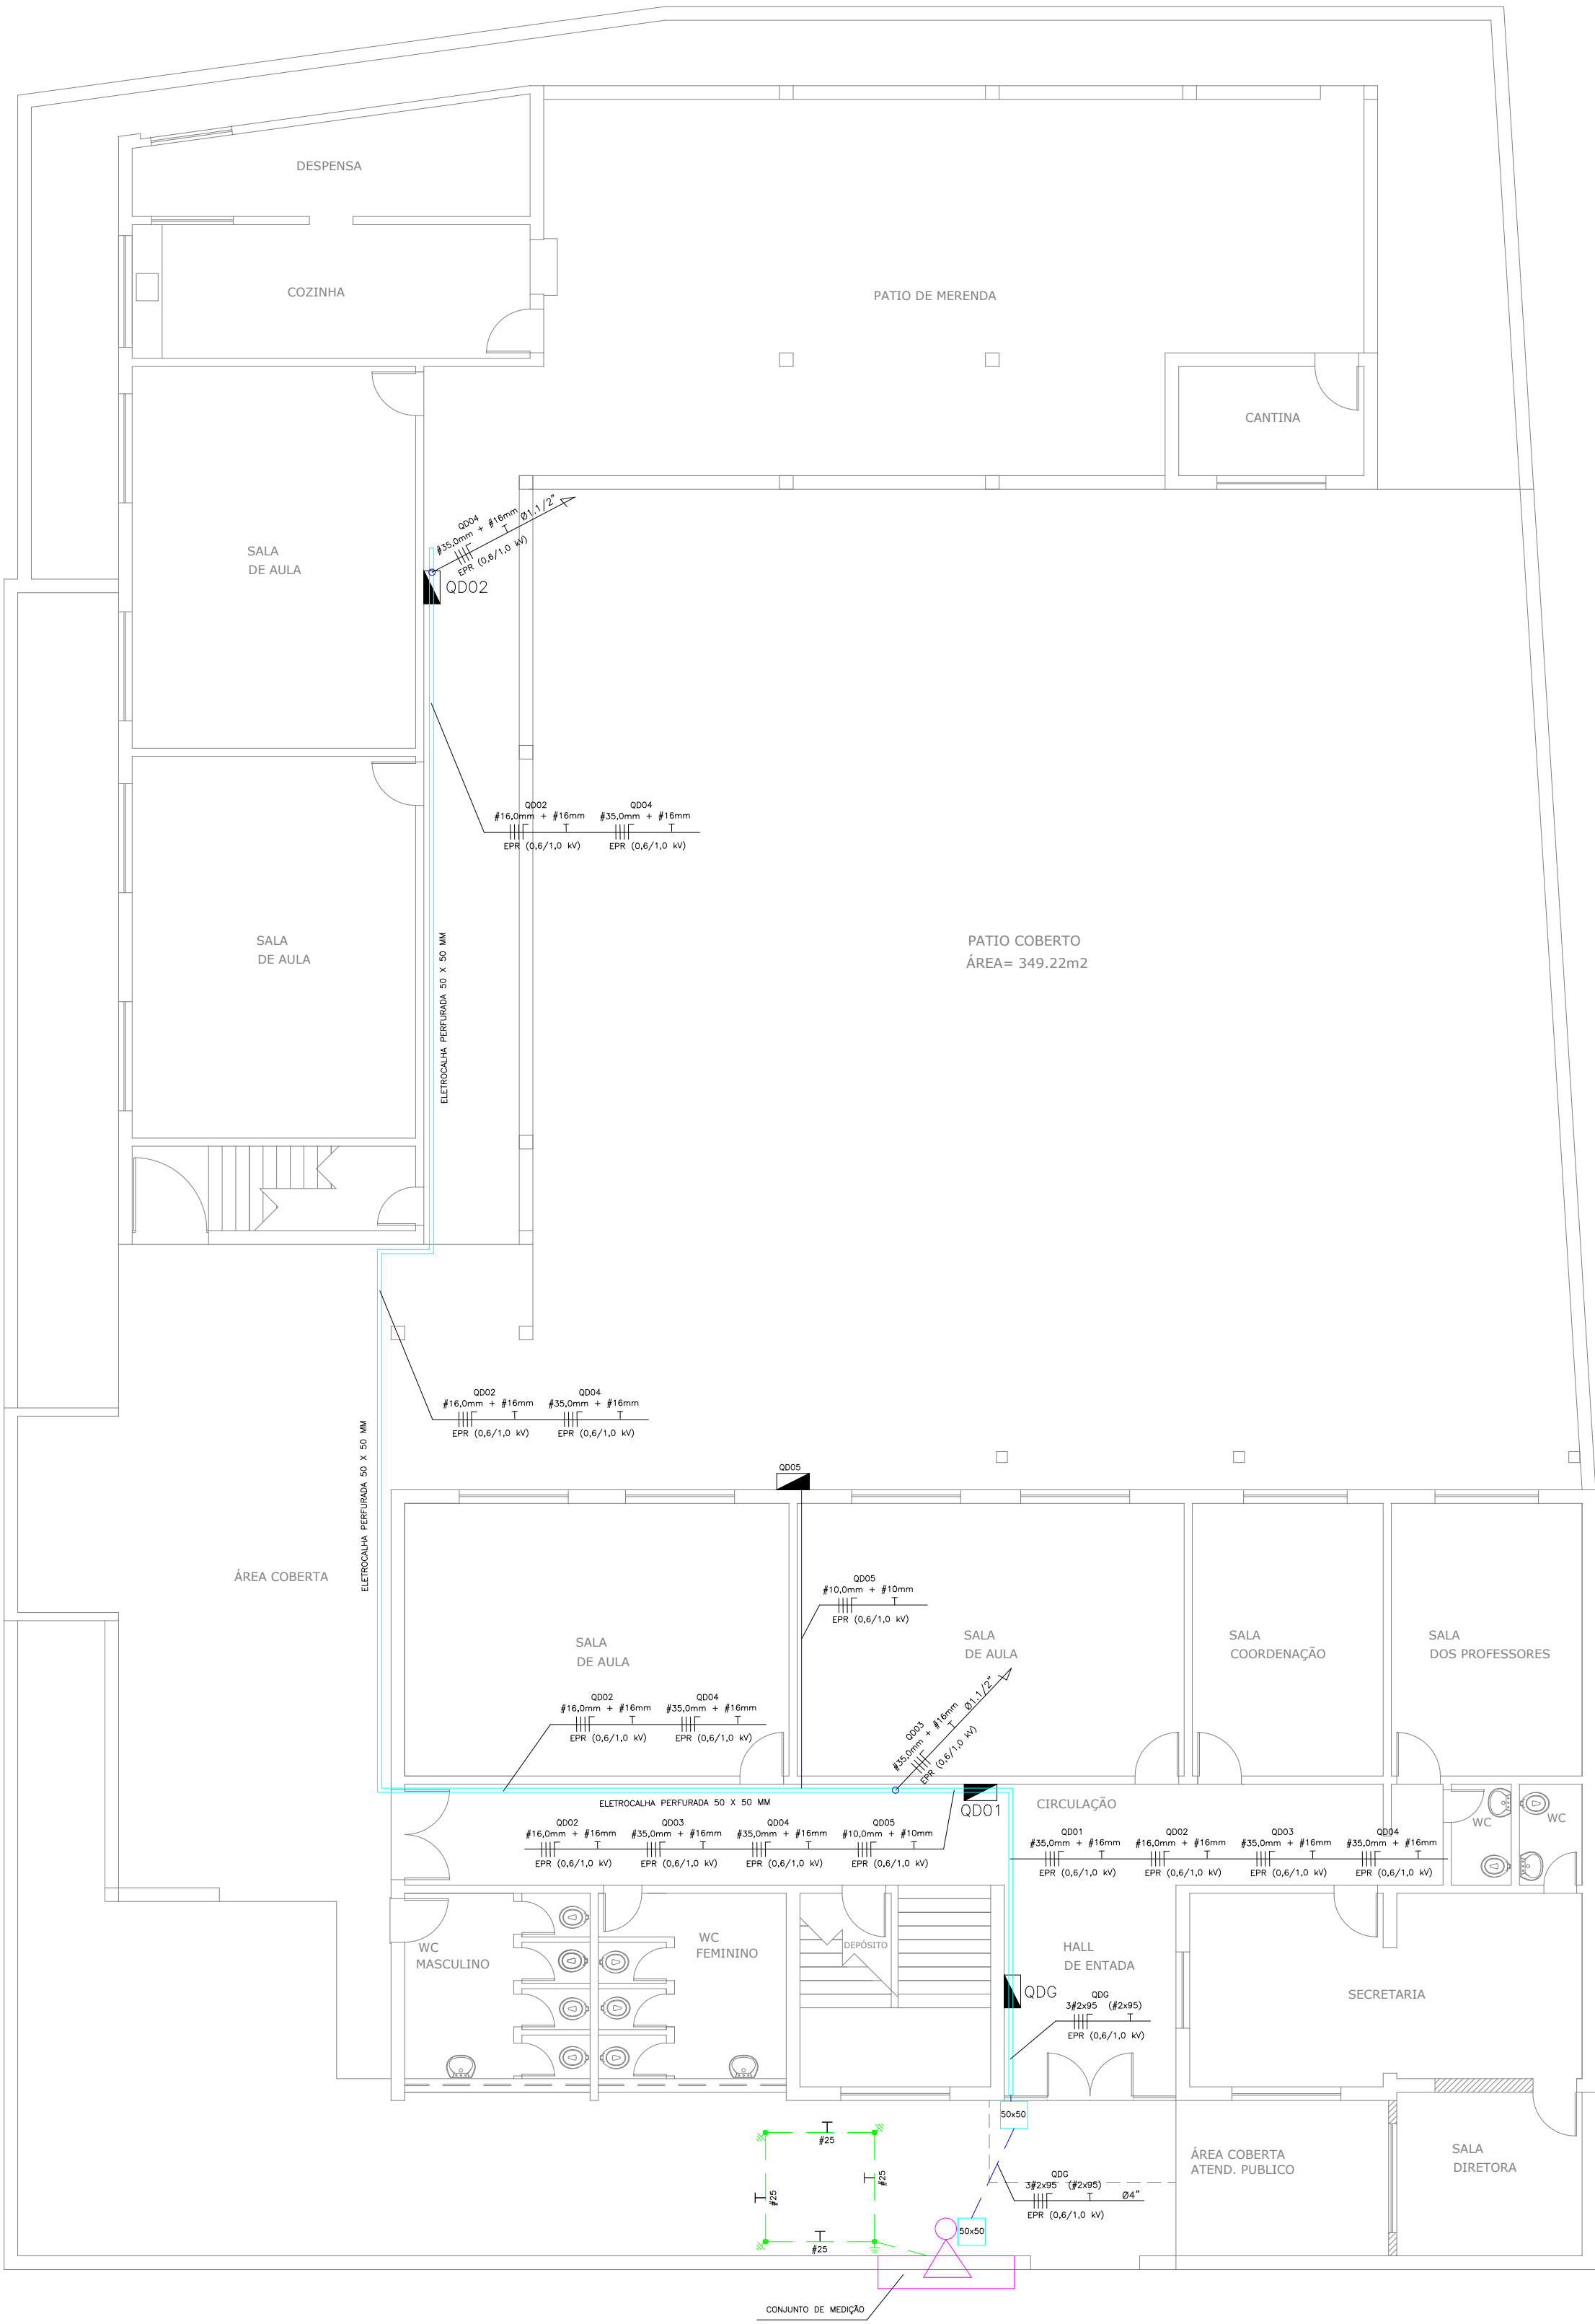 DESPENSA
COZINHA
PATIO DE MERENDA
CANTINA
SALA
DE AULA
QD04
#35,0mm + #16mm
Ø1.1/2"
EPR (0,6/1,0 kV)
QD02
QD02 QD04
#16,0mm + #16mm #35,0mm + #16mm
EPR (0,6/1,0 kV) EPR (0,6/1,0 kV)
SALA
DE AULA
ELETROCALHA PERFURADA 50 X 50 MM
PATIO COBERTO
ÁREA= 349.22m2
QD02 QD04
#16,0mm + #16mm #35,0mm + #16mm
EPR (0,6/1,0 kV) EPR (0,6/1,0 kV)
ELETROCALHA PERFURADA 50 X 50 MM
QD05
ÁREA COBERTA
QD05
#10,0mm + #10mm
EPR (0,6/1,0 kV)
SALA
DE AULA
SALA
DE AULA
SALA
COORDENAÇÃO
SALA
DOS PROFESSORES
QD02 QD04
#16,0mm + #16mm #35,0mm + #16mm
EPR (0,6/1,0 kV) EPR (0,6/1,0 kV)
QD03
#35,0mm + #16mm
Ø1.1/2"
EPR (0,6/1,0 kV)
ELETROCALHA PERFURADA 50 X 50 MM
QD01
CIRCULAÇÃO
WC
WC
QD02 QD03 QD04 QD05
#16,0mm + #16mm #35,0mm + #16mm #35,0mm + #16mm #10,0mm + #10mm
EPR (0,6/1,0 kV) EPR (0,6/1,0 kV) EPR (0,6/1,0 kV) EPR (0,6/1,0 kV)
QD01 QD02 QD03 QD04
#35,0mm + #16mm #16,0mm + #16mm #35,0mm + #16mm #35,0mm + #16mm
EPR (0,6/1,0 kV) EPR (0,6/1,0 kV) EPR (0,6/1,0 kV) EPR (0,6/1,0 kV)
WC
MASCULINO
WC
FEMININO
DEPÓSITO
HALL
DE ENTADA
QDG
QDG
3#2x95 (#2x95)
EPR (0,6/1,0 kV)
SECRETARIA
50x50
#25
#25
#25
#25
QDG
3#2x95 (#2x95) Ø4"
EPR (0,6/1,0 kV)
50x50
ÁREA COBERTA
ATEND. PUBLICO
SALA
DIRETORA
CONJUNTO DE MEDIÇÃO